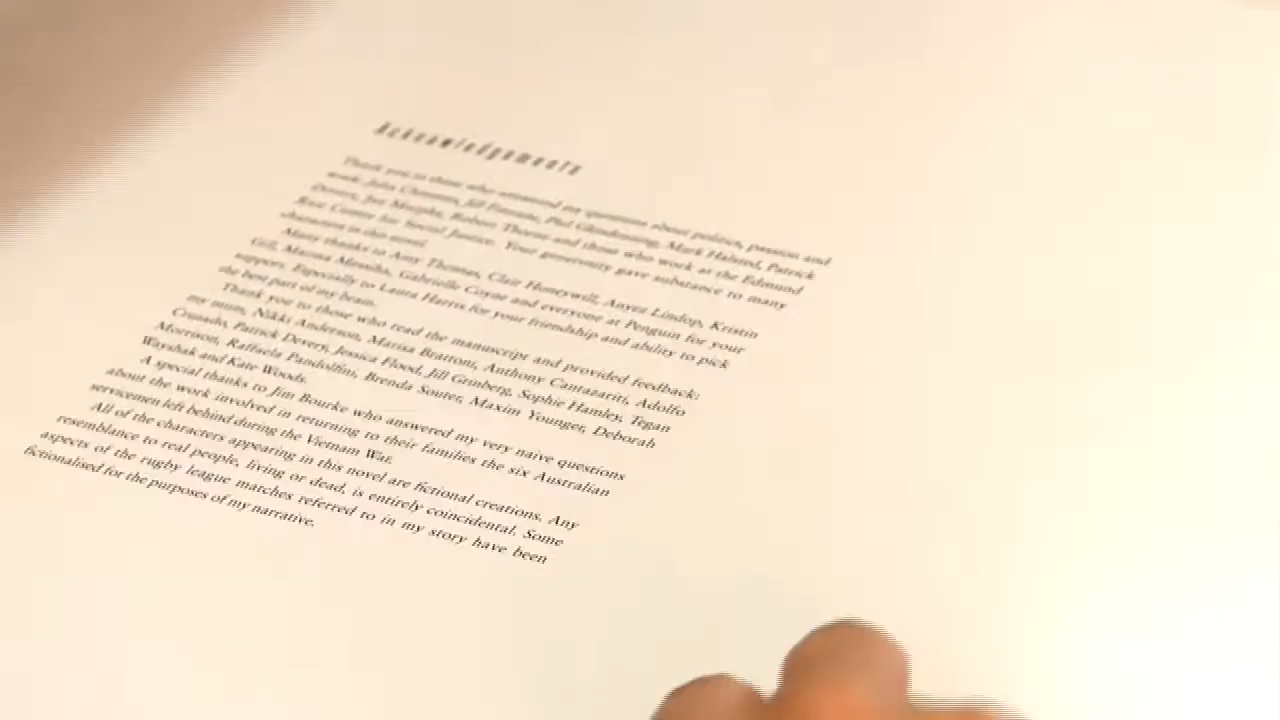 Acknowledgements
Thank you to those who answered my questions about politics, passion and
work: John Clements, Jill Finnane, Phil Glendenning, Mark Halsted, Patrick
Devery, Jim Murphy, Robert Thorne and those who work at the Edmund
Rice Centre for Social Justice. Your generosity gave substance to many
characters in this novel.
Many thanks to Amy Thomas, Clair Honeywill, Anyez Lindop, Kristin
Gill, Marina Messiha, Gabrielle Coyne and everyone at Penguin for your
support. Especially to Laura Harris for your friendship and ability to pick
the best part of my brain.
Thank you to those who read the manuscript and provided feedback:
my mum, Nikki Anderson, Marisa Brattoni, Anthony Cantazariti, Adolfo
Cruzado, Patrick Devery, Jessica Flood, Jill Grinberg, Sophie Hamley, Tegan
Morrison, Raffaela Pandolfini, Brenda Souter, Maxim Younger, Deborah
Wayshak and Kate Woods.
A special thanks to Jim Bourke who answered my very naive questions
about the work involved in returning to their families the six Australian
servicemen left behind during the Vietnam War.
All of the characters appearing in this novel are fictional creations. Any
resemblance to real people, living or dead, is entirely coincidental. Some
aspects of the rugby league matches referred to in my story have been
fictionalised for the purposes of my narrative.